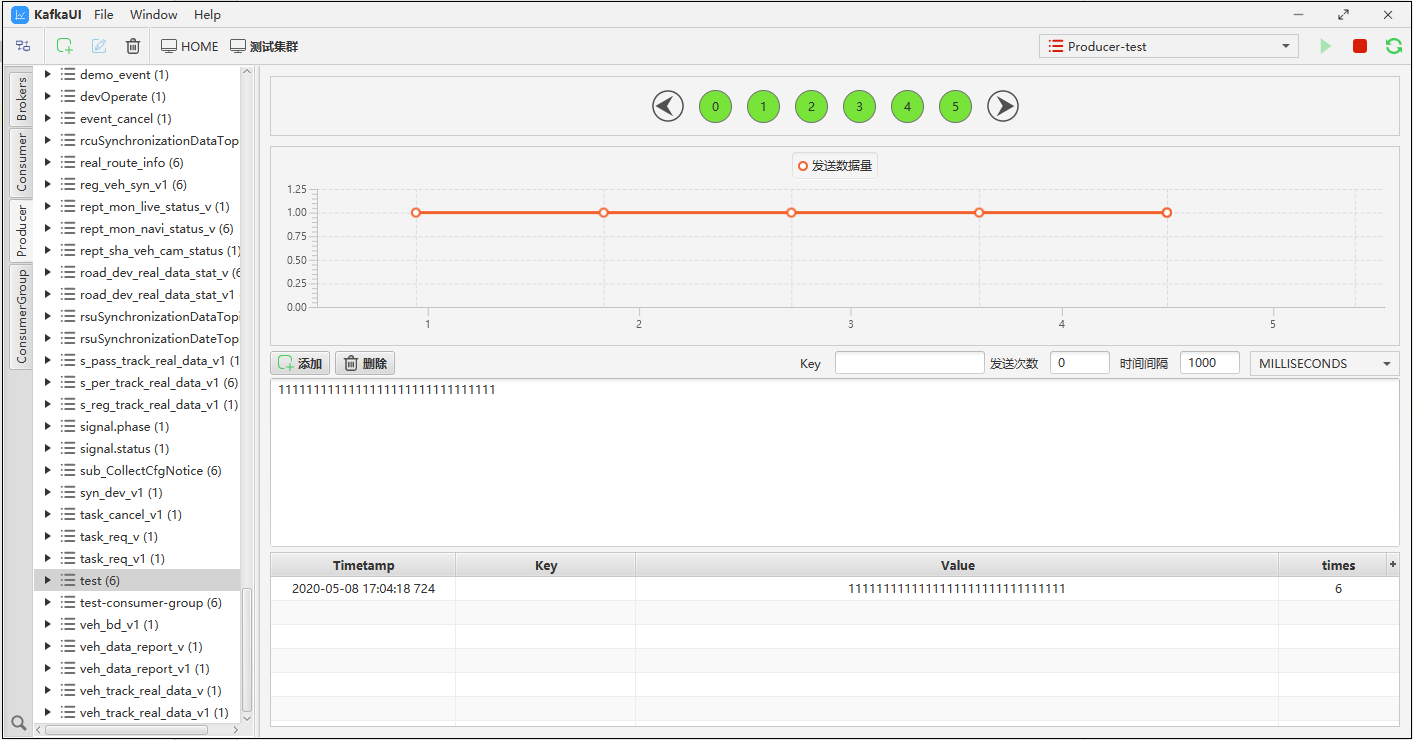 KafkaUI File Window Help
HOME 测试集群 Producer-test
Brokers
Consumer
Producer
ConsumerGroup
demo_event (1)
devOperate (1)
event_cancel (1)
rcuSynchronizationDataTop
real_route_info (6)
reg_veh_syn_v1 (6)
rept_mon_live_status_v (1)
rept_mon_navi_status_v (6)
rept_sha_veh_cam_status (1)
road_dev_real_data_stat_v (6
road_dev_real_data_stat_v1
rsuSynchronizationDataTopi
rsuSynchronizationDateTop
s_pass_track_real_data_v1 (1
s_per_track_real_data_v1 (6)
s_reg_track_real_data_v1 (1)
signal.phase (1)
signal.status (1)
sub_CollectCfgNotice (6)
syn_dev_v1 (1)
task_cancel_v1 (1)
task_req_v (1)
task_req_v1 (1)
test (6)
test-consumer-group (6)
veh_bd_v1 (1)
veh_data_report_v (1)
veh_data_report_v1 (1)
veh_track_real_data_v (1)
veh_track_real_data_v1 (1)
0 1 2 3 4 5
发送数据量
1.25
1.00
0.75
0.50
0.25
0.00
1 2 3 4 5
添加 删除 Key 发送次数 0 时间间隔 1000 MILLISECONDS
1111111111111111111111111111111
Timetamp Key Value times +
2020-05-08 17:04:18 724 1111111111111111111111111111111 6